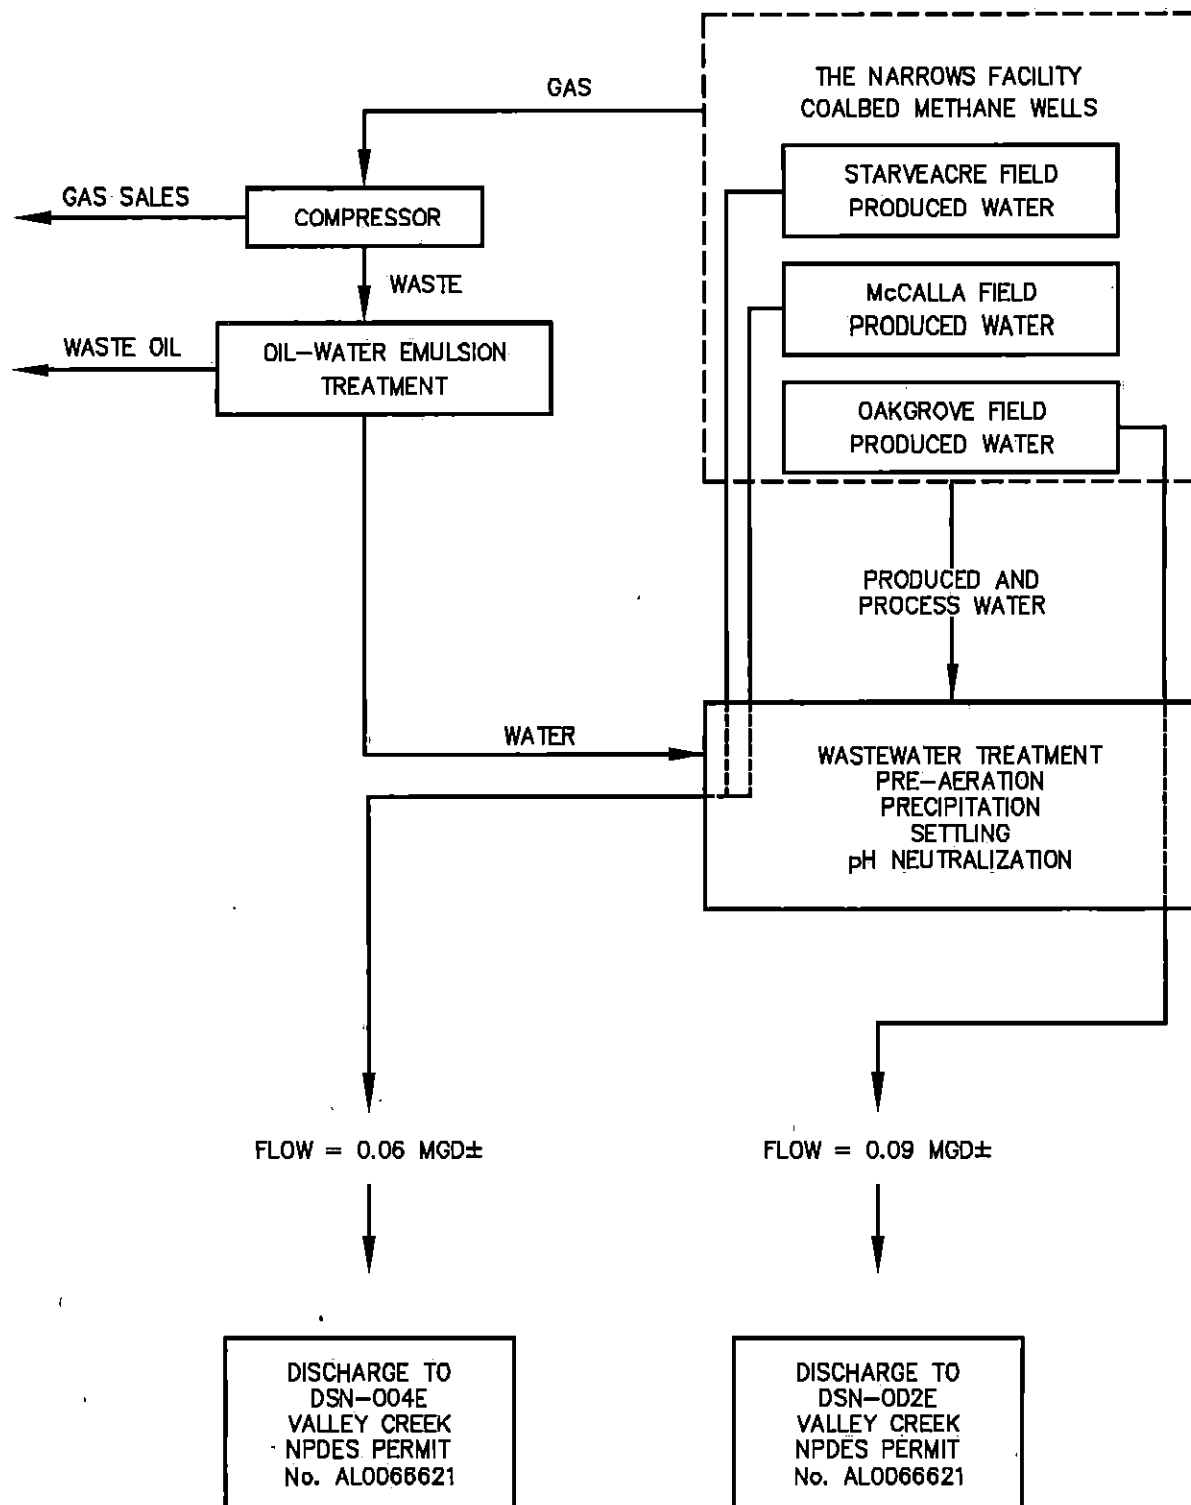 THE NARROWS FACILITY
COALBED METHANE WELLS
GAS
STARVEACRE FIELD
PRODUCED WATER
GAS SALES
COMPRESSOR
WASTE
McCALLA FIELD
PRODUCED WATER
WASTE OIL
OIL-WATER EMULSION
TREATMENT
OAKGROVE FIELD
PRODUCED WATER
PRODUCED AND
PROCESS WATER
WATER
WASTEWATER TREATMENT
PRE-AERATION
PRECIPITATION
SETTLING
pH NEUTRALIZATION
FLOW = 0.06 MGD±
FLOW = 0.09 MGD±
DISCHARGE TO
DSN-004E
VALLEY CREEK
NPDES PERMIT
No. AL0066621
DISCHARGE TO
DSN-002E
VALLEY CREEK
NPDES PERMIT
No. AL0066621